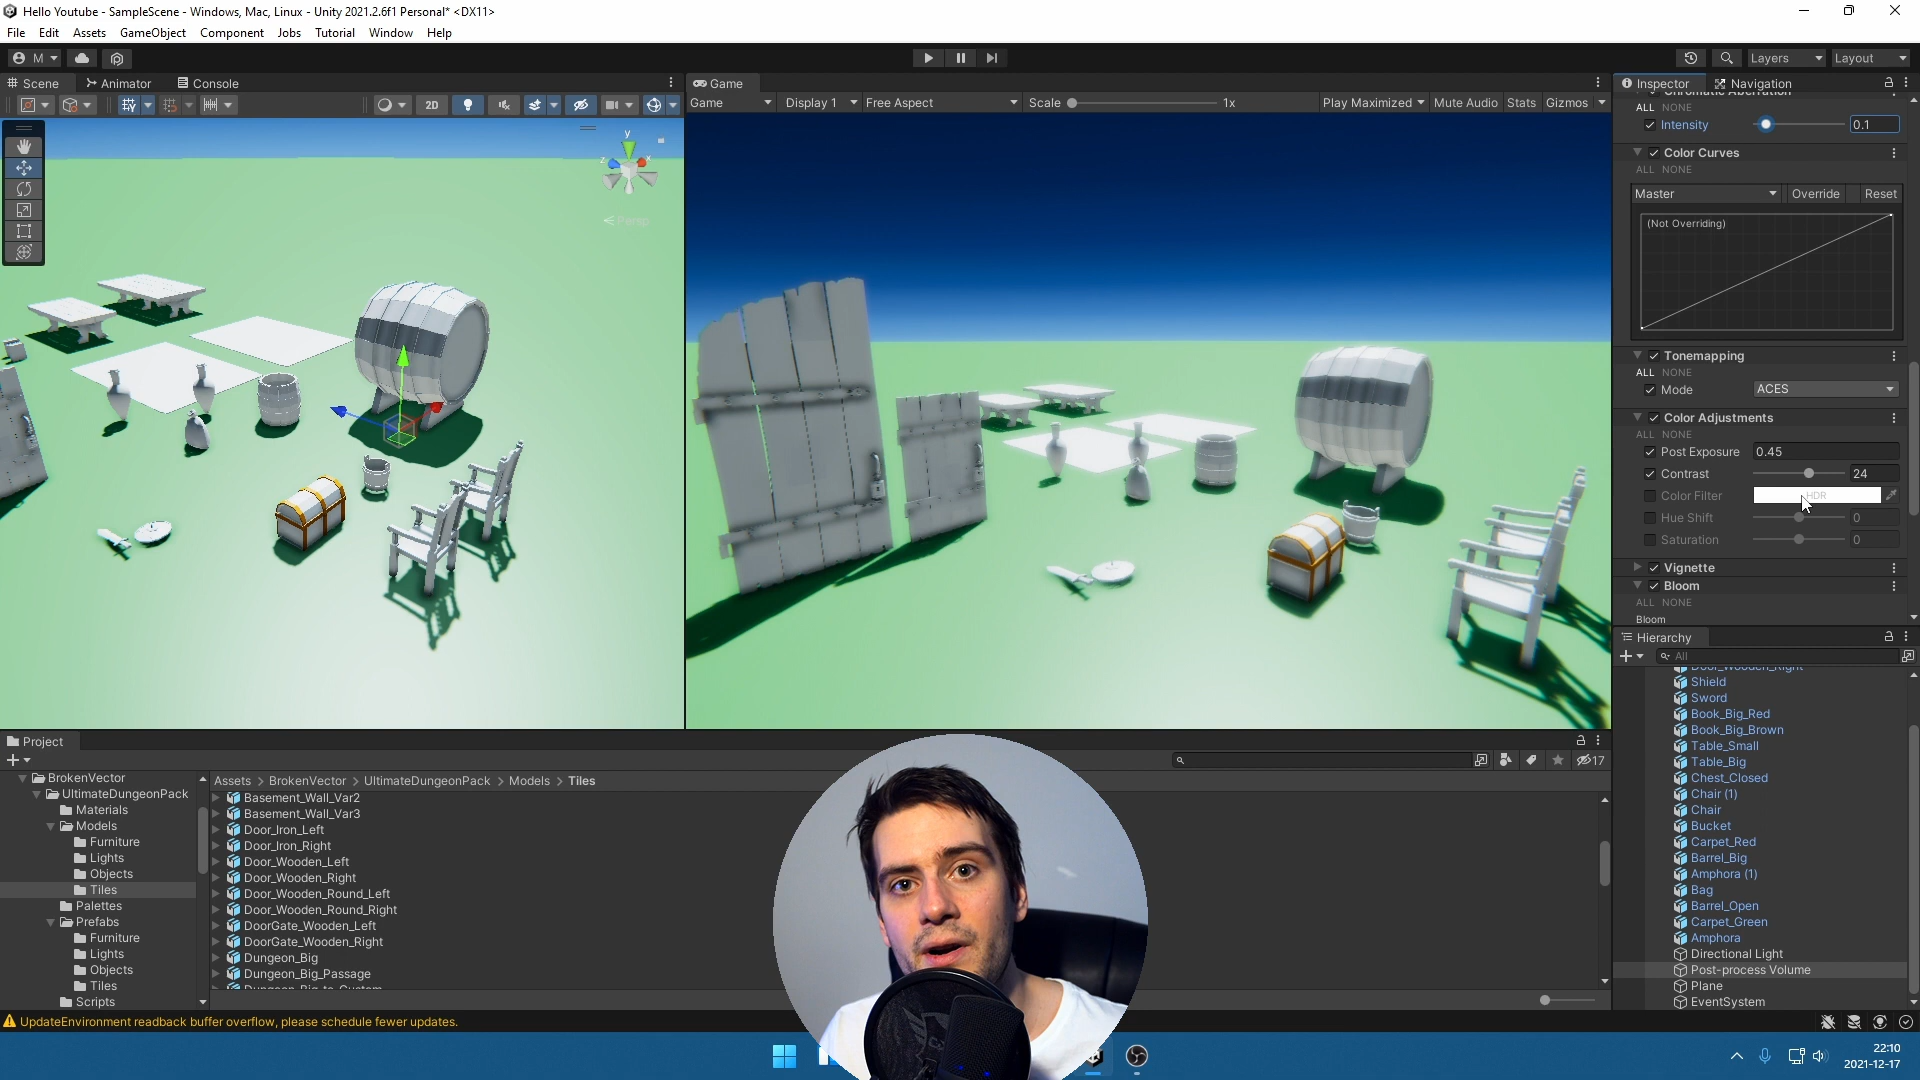 Hello Youtube - SampleScene - Windows, Mac, Linux - Unity 2021.2.6f1 Personal* <DX11>
File Edit Assets GameObject Component Jobs Tutorial Window Help
M Layers Layout
Scene Animator Console
Game
Inspector Navigation
2D
Game Display 1 Free Aspect Scale 1x Play Maximized Mute Audio Stats Gizmos
Chromatic Aberration
ALL NONE
Intensity 0.1
Color Curves
ALL NONE
Master Override Reset
(Not Overriding)
Tonemapping
ALL NONE
Mode ACES
Color Adjustments
ALL NONE
Post Exposure 0.45
Contrast 24
Color Filter HDR
Hue Shift 0
Saturation 0
Vignette
Bloom
ALL NONE
Bloom
y
x
z
Persp
Hierarchy
All
Door_Wooden_Right
Shield
Sword
Book_Big_Red
Book_Big_Brown
Table_Small
Table_Big
Chest_Closed
Chair (1)
Chair
Bucket
Carpet_Red
Barrel_Big
Amphora (1)
Bag
Barrel_Open
Carpet_Green
Amphora
Directional Light
Post-process Volume
Plane
EventSystem
Project
17
BrokenVector
UltimateDungeonPack
Materials
Models
Furniture
Lights
Objects
Tiles
Palettes
Prefabs
Furniture
Lights
Objects
Tiles
Scripts
Assets > BrokenVector > UltimateDungeonPack > Models > Tiles
Basement_Wall_Var2
Basement_Wall_Var3
Door_Iron_Left
Door_Iron_Right
Door_Wooden_Left
Door_Wooden_Right
Door_Wooden_Round_Left
Door_Wooden_Round_Right
DoorGate_Wooden_Left
DoorGate_Wooden_Right
Dungeon_Big
Dungeon_Big_Passage
Dungeon_Big_to_Custom
UpdateEnvironment readback buffer overflow, please schedule fewer updates.
22:10
2021-12-17